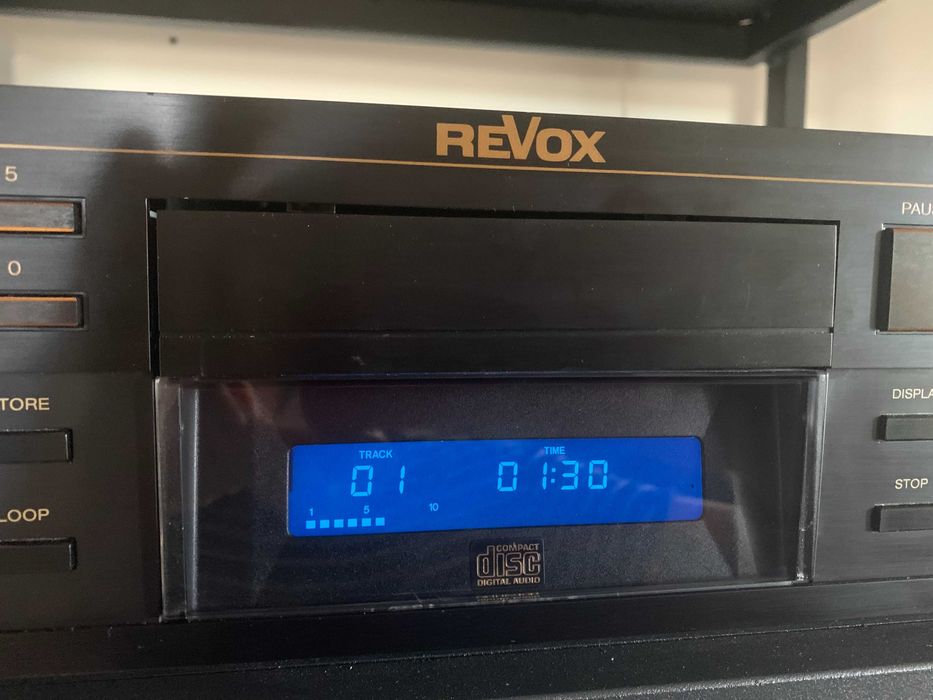 REVOX
5
PAUS
0
TORE
DISPLA
TRACK
TIME
01
01:30
STOP
LOOP
1 5 10
COMPACT
disc
DIGITAL AUDIO